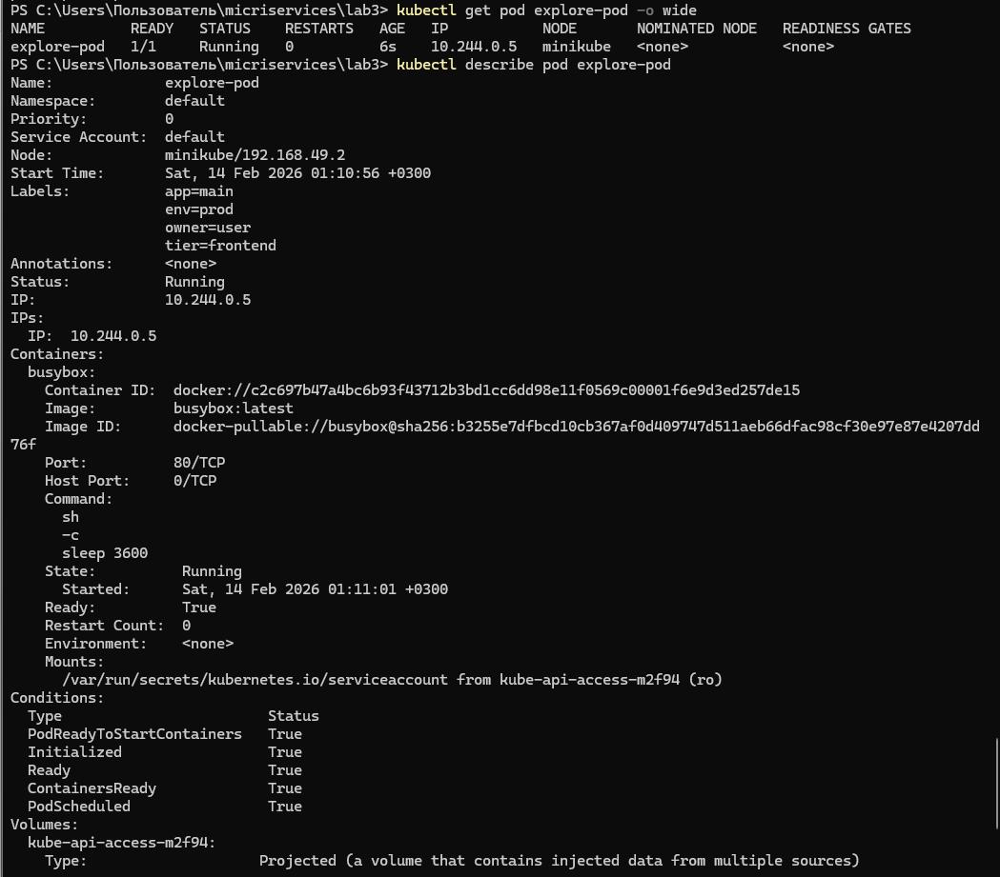 PS C:\Users\Пользователь\micriservices\lab3> kubectl get pod explore-pod -o wide
NAME          READY   STATUS    RESTARTS   AGE   IP           NODE       NOMINATED NODE   READINESS GATES
explore-pod   1/1     Running   0          6s    10.244.0.5   minikube   <none>           <none>
PS C:\Users\Пользователь\micriservices\lab3> kubectl describe pod explore-pod
Name:             explore-pod
Namespace:        default
Priority:         0
Service Account:  default
Node:             minikube/192.168.49.2
Start Time:       Sat, 14 Feb 2026 01:10:56 +0300
Labels:           app=main
                  env=prod
                  owner=user
                  tier=frontend
Annotations:      <none>
Status:           Running
IP:               10.244.0.5
IPs:
  IP:  10.244.0.5
Containers:
  busybox:
    Container ID:  docker://c2c697b47a4bc6b93f43712b3bd1cc6dd98e11f0569c00001f6e9d3ed257de15
    Image:         busybox:latest
    Image ID:      docker-pullable://busybox@sha256:b3255e7dfbcd10cb367af0d409747d511aeb66dfac98cf30e97e87e4207dd
76f
    Port:          80/TCP
    Host Port:     0/TCP
    Command:
      sh
      -c
      sleep 3600
    State:          Running
      Started:      Sat, 14 Feb 2026 01:11:01 +0300
    Ready:          True
    Restart Count:  0
    Environment:    <none>
    Mounts:
      /var/run/secrets/kubernetes.io/serviceaccount from kube-api-access-m2f94 (ro)
Conditions:
  Type                        Status
  PodReadyToStartContainers   True
  Initialized                 True
  Ready                       True
  ContainersReady             True
  PodScheduled                True
Volumes:
  kube-api-access-m2f94:
    Type:                    Projected (a volume that contains injected data from multiple sources)